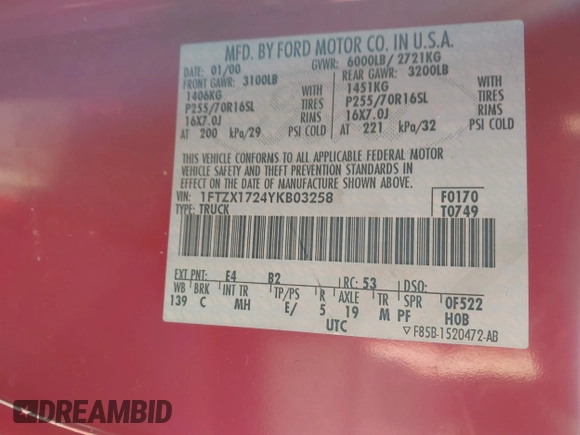 MFD. BY FORD MOTOR CO. IN U.S.A.
DATE: 01/00 GVWR: 6000LB/ 2721KG
FRONT GAWR: 3100LB REAR GAWR: 3200LB
1406KG WITH 1451KG WITH
P255/70R16SL TIRES P255/70R16SL TIRES
16X7.0J RIMS 16X7.0J RIMS
AT 200 kPa/29 PSI COLD AT 221 kPa/32 PSI COLD
THIS VEHICLE CONFORMS TO ALL APPLICABLE FEDERAL MOTOR
VEHICLE SAFETY AND THEFT PREVENTION STANDARDS IN
EFFECT ON THE DATE OF MANUFACTURE SHOWN ABOVE.
VIN: 1FTZX1724YKB03258 F0170
TYPE: TRUCK T0749
EXT PNT: E4 B2 RC: 53 DSO:
WB BRK INT TR TP/PS R AXLE TR SPR 0F522
139 C MH E/ 5 19 M PF H0B
UTC F85B-1520472-AB
DREAMBID